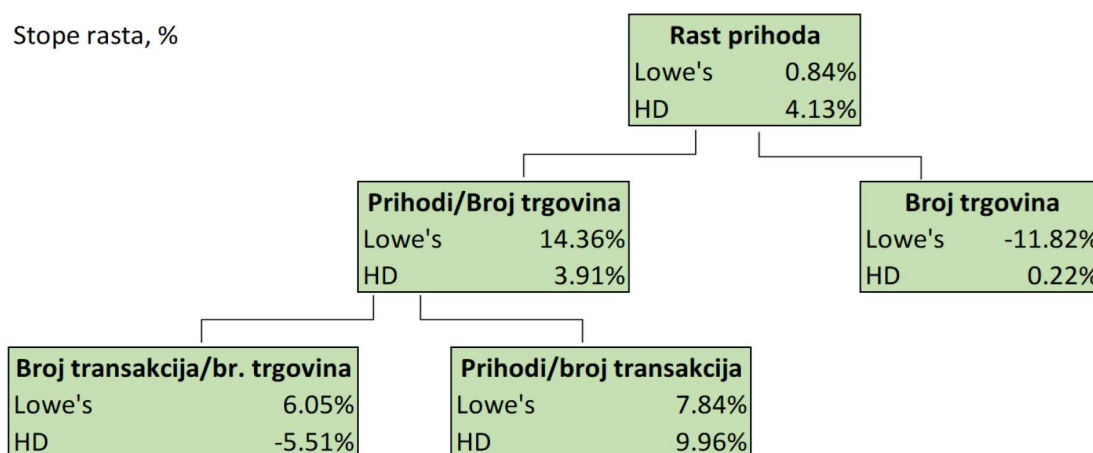 Stope rasta, %
Rast prihoda
Lowe's 0.84%
HD 4.13%
Prihodi/Broj trgovina
Lowe's 14.36%
HD 3.91%
Broj trgovina
Lowe's -11.82%
HD 0.22%
Broj transakcija/br. trgovina
Lowe's 6.05%
HD -5.51%
Prihodi/broj transakcija
Lowe's 7.84%
HD 9.96%